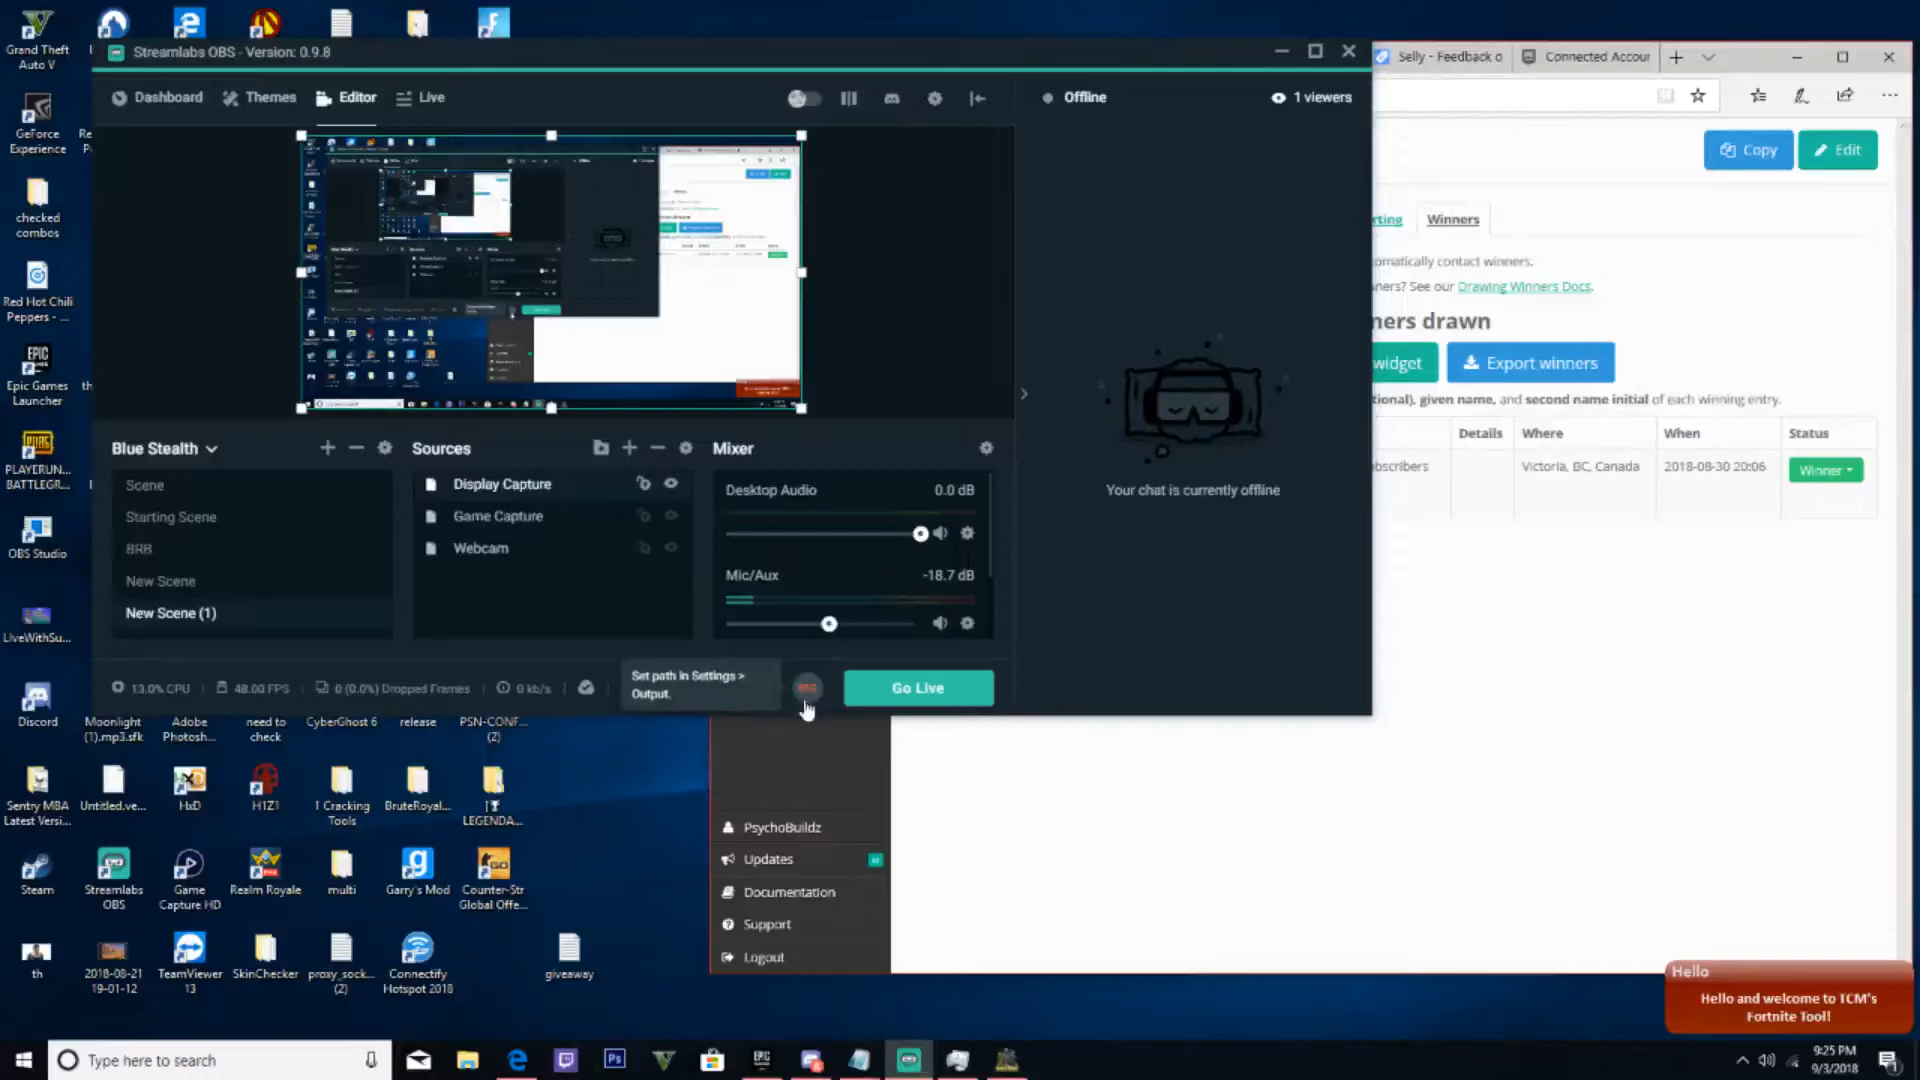 Grand Theft
Auto V
GeForce
Experience
checked
combos
Red Hot Chili
Peppers - ...
Epic Games
Launcher
PLAYERUN...
BATTLEGR...
OBS Studio
LiveWithSu...
Discord
Moonlight
(1).mp3.sfk
Adobe
Photosh...
need to
check
CyberGhost 6
release
PSN-CONF...
(2)
Sentry MBA
Latest Versi...
Untitled.ve...
HxD
H1Z1
1 Cracking
Tools
BruteRoyal...
LEGENDA...
Steam
Streamlabs
OBS
Game
Capture HD
Realm Royale
multi
Garry's Mod
Counter-Str
Global Offe...
th
2018-08-21
19-01-12
TeamViewer
13
SkinChecker
proxy_sock...
(2)
Connectify
Hotspot 2018
giveaway
Streamlabs OBS - Version: 0.9.8
Dashboard
Themes
Editor
Live
Offline
1 viewers
Your chat is currently offline
Blue Stealth
Scene
Starting Scene
BRB
New Scene
New Scene (1)
Sources
Display Capture
Game Capture
Webcam
Mixer
Desktop Audio 0.0 dB
Mic/Aux -18.7 dB
13.0% CPU
48.00 FPS
0 (0.0%) Dropped Frames
0 kb/s
Set path in Settings >
Output.
REC
Go Live
Selly - Feedback o
Connected Accour
Copy
Edit
rting
Winners
tomatically contact winners.
ners? See our Drawing Winners Docs.
ners drawn
widget
Export winners
tional), given name, and second name initial of each winning entry.
Details Where When Status
bscribers Victoria, BC, Canada 2018-08-30 20:06 Winner
PsychoBuildz
Updates
Documentation
Support
Logout
Hello
Hello and welcome to TCM's
Fortnite Tool!
Type here to search
9:25 PM
9/3/2018